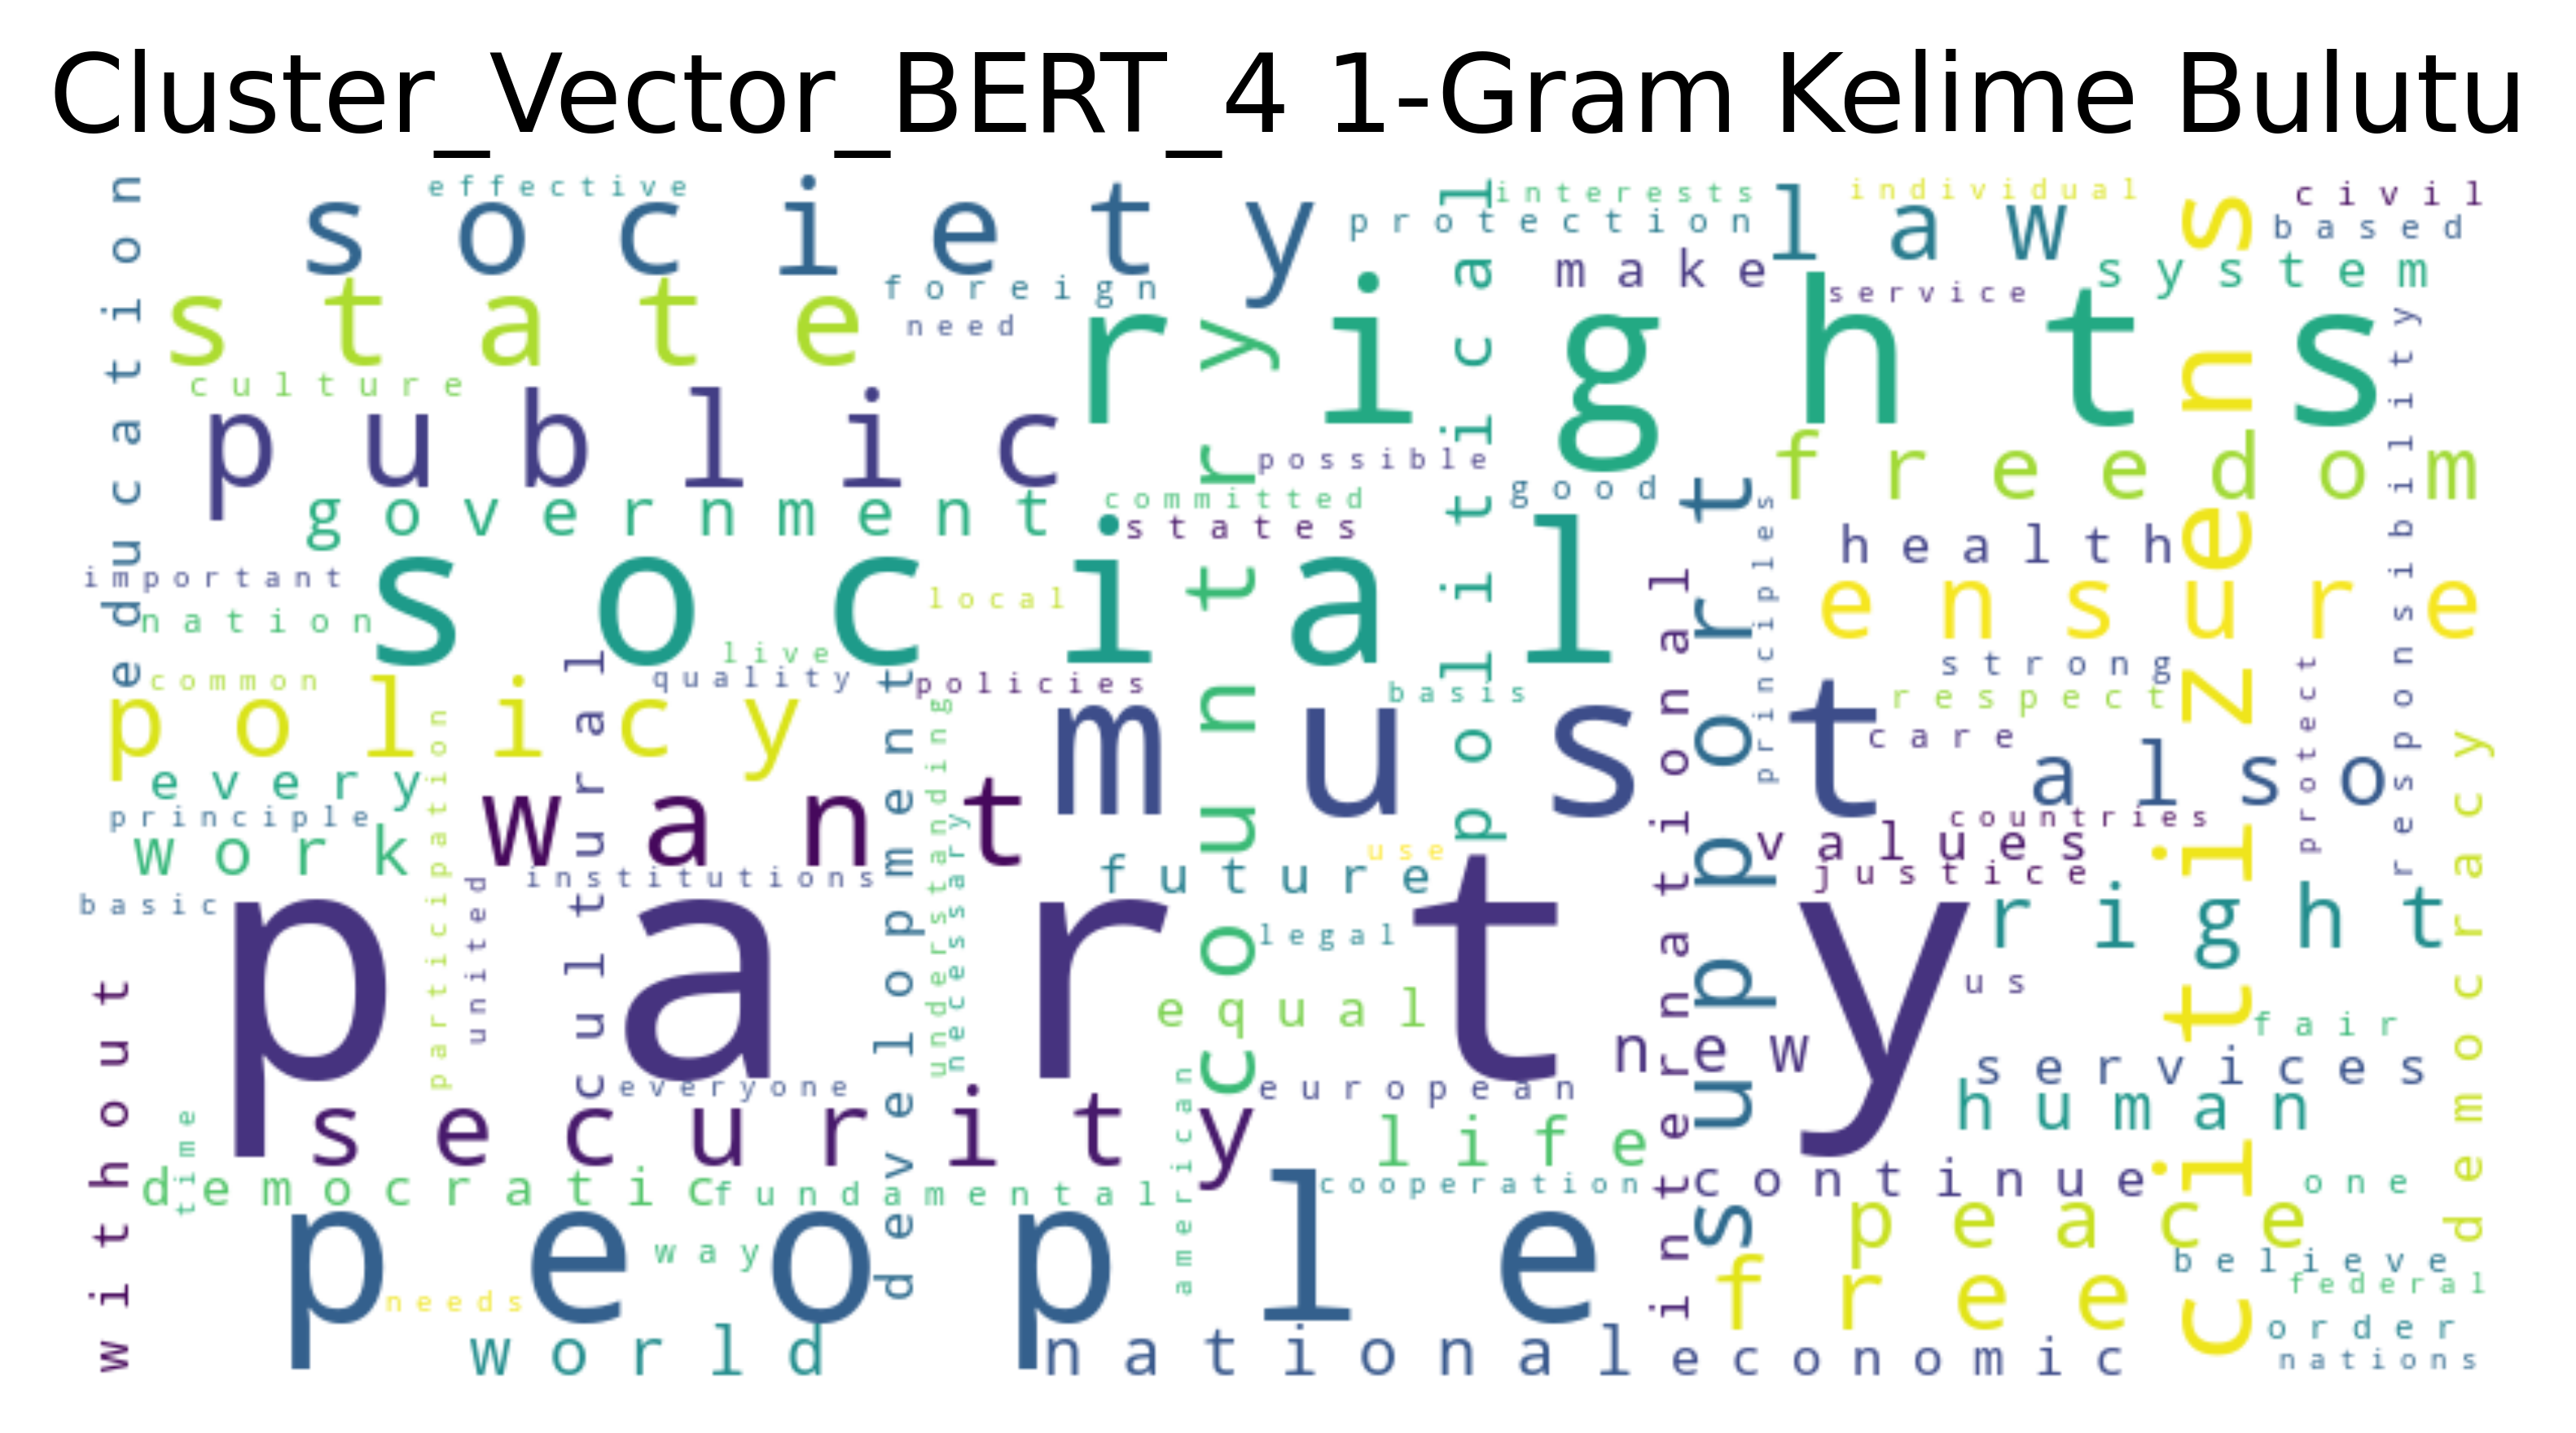 Cluster_Vector_BERT_4 1-Gram Kelime Bulutu
education
effective
society
political
interests
protection
law
individual
civil
based
citizens
state
foreign
need
make
service
system
rights
country
culture
public
possible
freedom
responsibility
government
committed
states
good
support
principles
health
important
nation
social
local
live
international
ensure
common
cultural
quality
development
policies
basis
strong
respect
protect
policy
participation
understanding
must
care
also
democracy
every
principle
work
want
necessary
future
use
countries
values
justice
basic
united
institutions
party
legal
right
us
without
equal
new
fair
services
everyone
european
american
human
time
security
life
democratic
fundamental
cooperation
continue
one
people
way
peace
believe
needs
free
federal
world
national
economic
order
nations